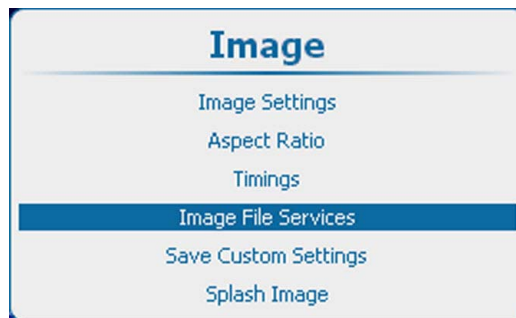 Image
Image Settings
Aspect Ratio
Timings
Image File Services
Save Custom Settings
Splash Image